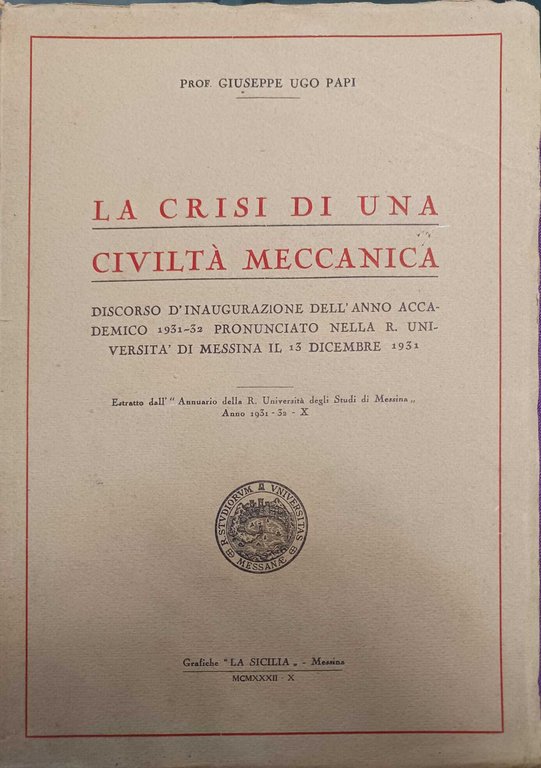 PROF. GIUSEPPE UGO PAPI
LA CRISI DI UNA
CIVILTÀ MECCANICA
DISCORSO D'INAUGURAZIONE DELL'ANNO ACCA-
DEMICO 1931-32 PRONUNCIATO NELLA R. UNI-
VERSITA' DI MESSINA IL 13 DICEMBRE 1931
Estratto dall' " Annuario della R. Università degli Studi di Messina „
Anno 1931 - 32 - X
R. STVDIORVM VNIVERSITAS
MESSANÆ
Grafiche "LA SICILIA „ - Messina
MCMXXXII - X